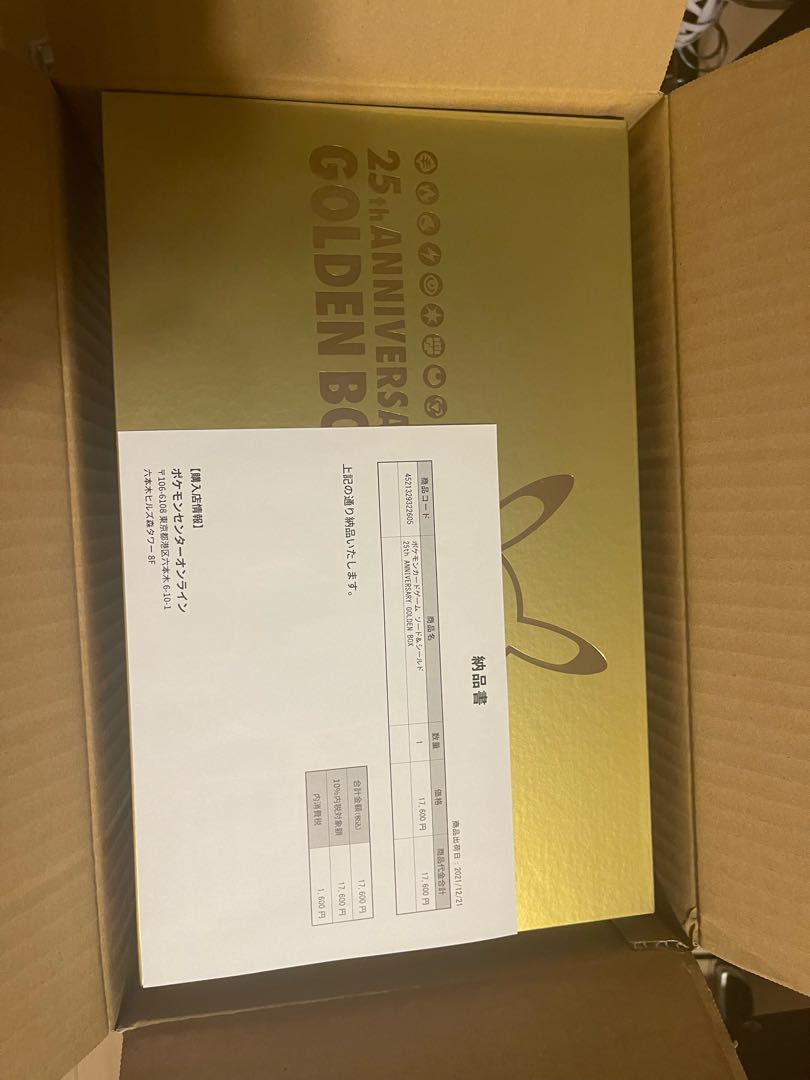 25th ANNIVERSA
GOLDEN BO
納品書
商品出荷日：2021/12/21
商品コード 商品名 数量 価格 商品代金合計
4521329322605 ポケモンカードゲーム ソード&シールド 1 17,600 円 17,600 円
25th ANNIVERSARY GOLDEN BOX
上記の通り納品いたします。
合計金額(税込) 17,600 円
10%内税対象額 17,600 円
内消費税 1,600 円
【購入店情報】
ポケモンセンターオンライン
〒106-6108 東京都港区六本木 6-10-1
六本木ヒルズ森タワー 8F